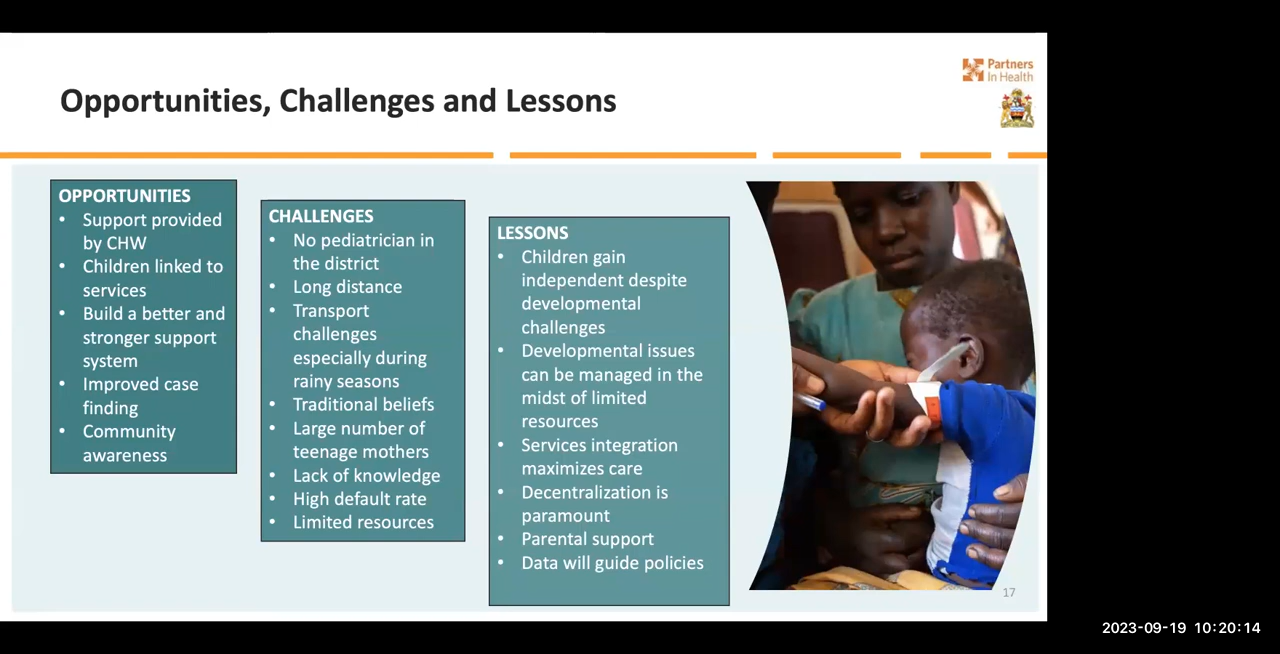 Opportunities, Challenges and Lessons
Partners
In Health
OPPORTUNITIES
• Support provided
by CHW
• Children linked to
services
• Build a better and
stronger support
system
• Improved case
finding
• Community
awareness
CHALLENGES
• No pediatrician in
the district
• Long distance
• Transport
challenges
especially during
rainy seasons
• Traditional beliefs
• Large number of
teenage mothers
• Lack of knowledge
• High default rate
• Limited resources
LESSONS
• Children gain
independent despite
developmental
challenges
• Developmental issues
can be managed in the
midst of limited
resources
• Services integration
maximizes care
• Decentralization is
paramount
• Parental support
• Data will guide policies
17
2023-09-19 10:20:14